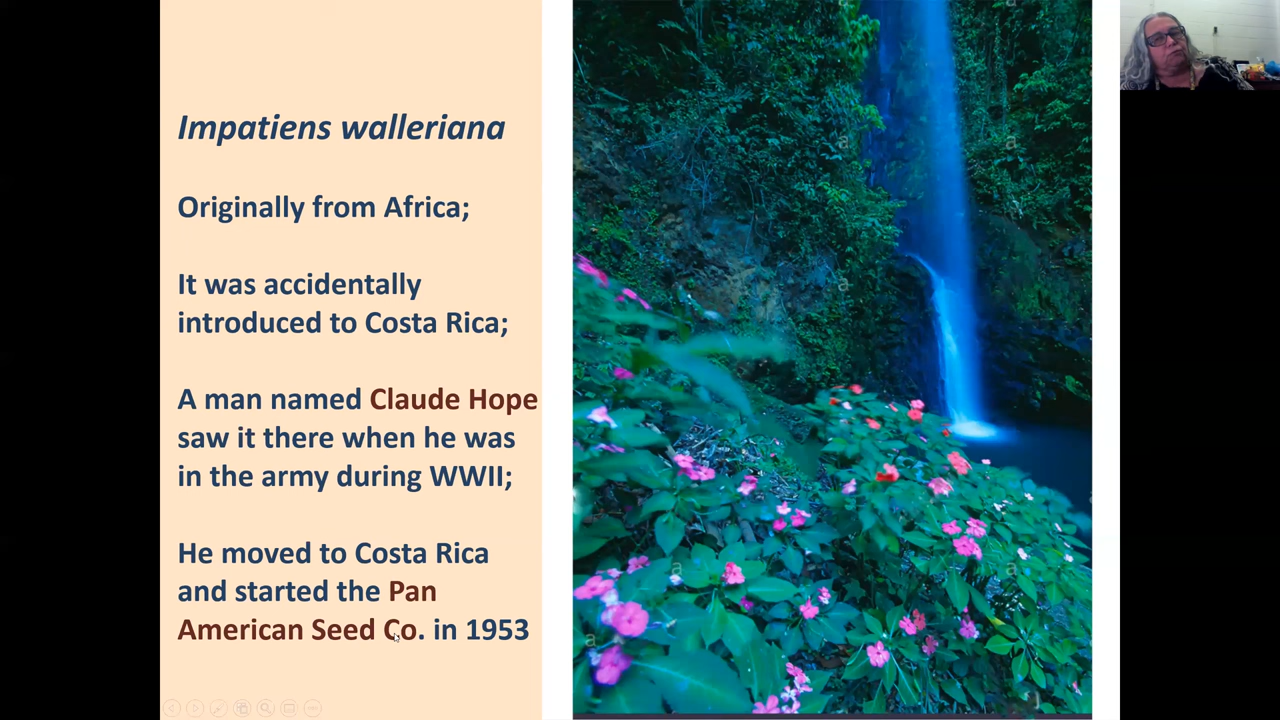 Impatiens walleriana
Originally from Africa;
It was accidentally
introduced to Costa Rica;
A man named Claude Hope
saw it there when he was
in the army during WWII;
He moved to Costa Rica
and started the Pan
American Seed Co. in 1953
a
a
a
a
a
a